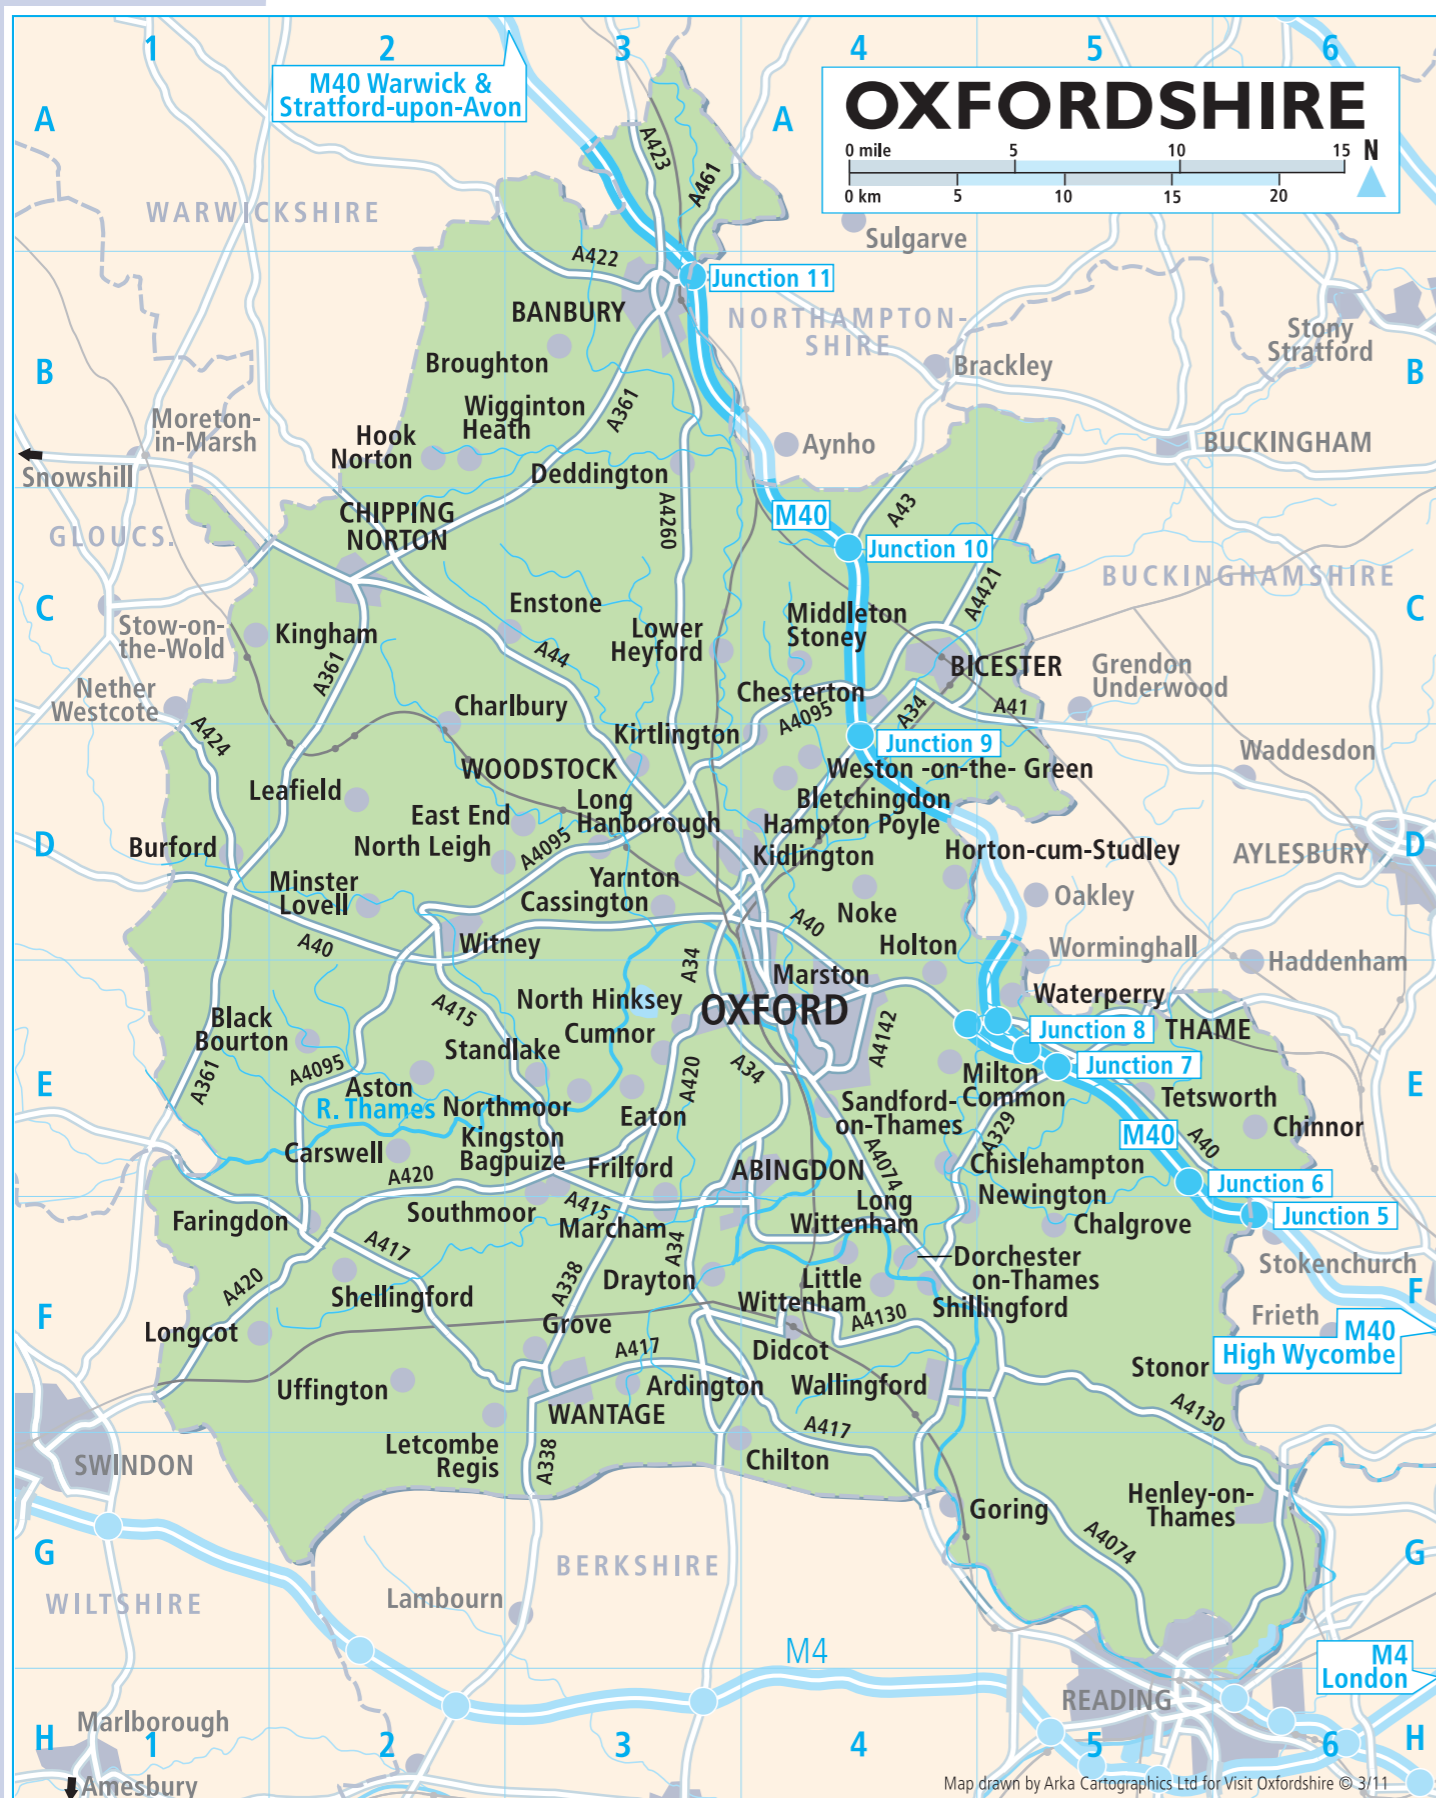 1
2
3
4
5
6
M40 Warwick &
Stratford-upon-Avon
A
A
OXFORDSHIRE
0 mile
5
10
15
N
0 km
5
10
15
20
A423
A461
WARWICKSHIRE
Sulgarve
A422
Junction 11
BANBURY
NORTHAMPTON-
SHIRE
Stony
Stratford
B
Broughton
Brackley
B
Wigginton
Heath
A361
Moreton-
in-Marsh
Hook
Norton
Aynho
BUCKINGHAM
Snowshill
Deddington
CHIPPING
NORTON
A4260
M40
A43
GLOUCS.
Junction 10
BUCKINGHAMSHIRE
A4421
C
Enstone
Middleton
Stoney
C
Stow-on-
the-Wold
Kingham
Lower
Heyford
A44
A361
BICESTER
Grendon
Underwood
Nether
Westcote
Charlbury
Chesterton
A4095
A34
A41
A424
Kirtlington
Junction 9
Waddesdon
WOODSTOCK
Weston -on-the- Green
Leafield
Long
Hanborough
Bletchingdon
East End
Hampton Poyle
D
Burford
North Leigh
A4095
Kidlington
Horton-cum-Studley
AYLESBURY
D
Minster
Lovell
Yarnton
Cassington
Oakley
Noke
A40
A40
Witney
Holton
Worminghall
Haddenham
A34
Marston
North Hinksey
OXFORD
Waterperry
A415
Black
Bourton
Cumnor
A4142
Junction 8
THAME
Standlake
A4095
A34
A420
Junction 7
E
A361
Aston
Milton
Common
E
R. Thames
Northmoor
Eaton
Sandford-
on-Thames
Tetsworth
A329
M40
A40
Chinnor
Carswell
Kingston
Bagpuize
Frilford
ABINGDON
A4074
Chislehampton
A420
Junction 6
Newington
Faringdon
Southmoor
A415
Marcham
Long
Wittenham
Chalgrove
Junction 5
A417
A34
Dorchester
on-Thames
Stokenchurch
A420
Shellingford
A338
Drayton
Little
Wittenham
Shillingford
F
F
Longcot
Grove
A4130
Frieth
M40
High Wycombe
A417
Didcot
Stonor
Uffington
Ardington
Wallingford
WANTAGE
A4130
A417
Letcombe
Regis
A338
Chilton
SWINDON
Goring
Henley-on-
Thames
A4074
G
BERKSHIRE
G
WILTSHIRE
Lambourn
M4
M4
London
READING
Marlborough
H
1
2
3
4
5
6
H
Amesbury
Map drawn by Arka Cartographics Ltd for Visit Oxfordshire © 3/11